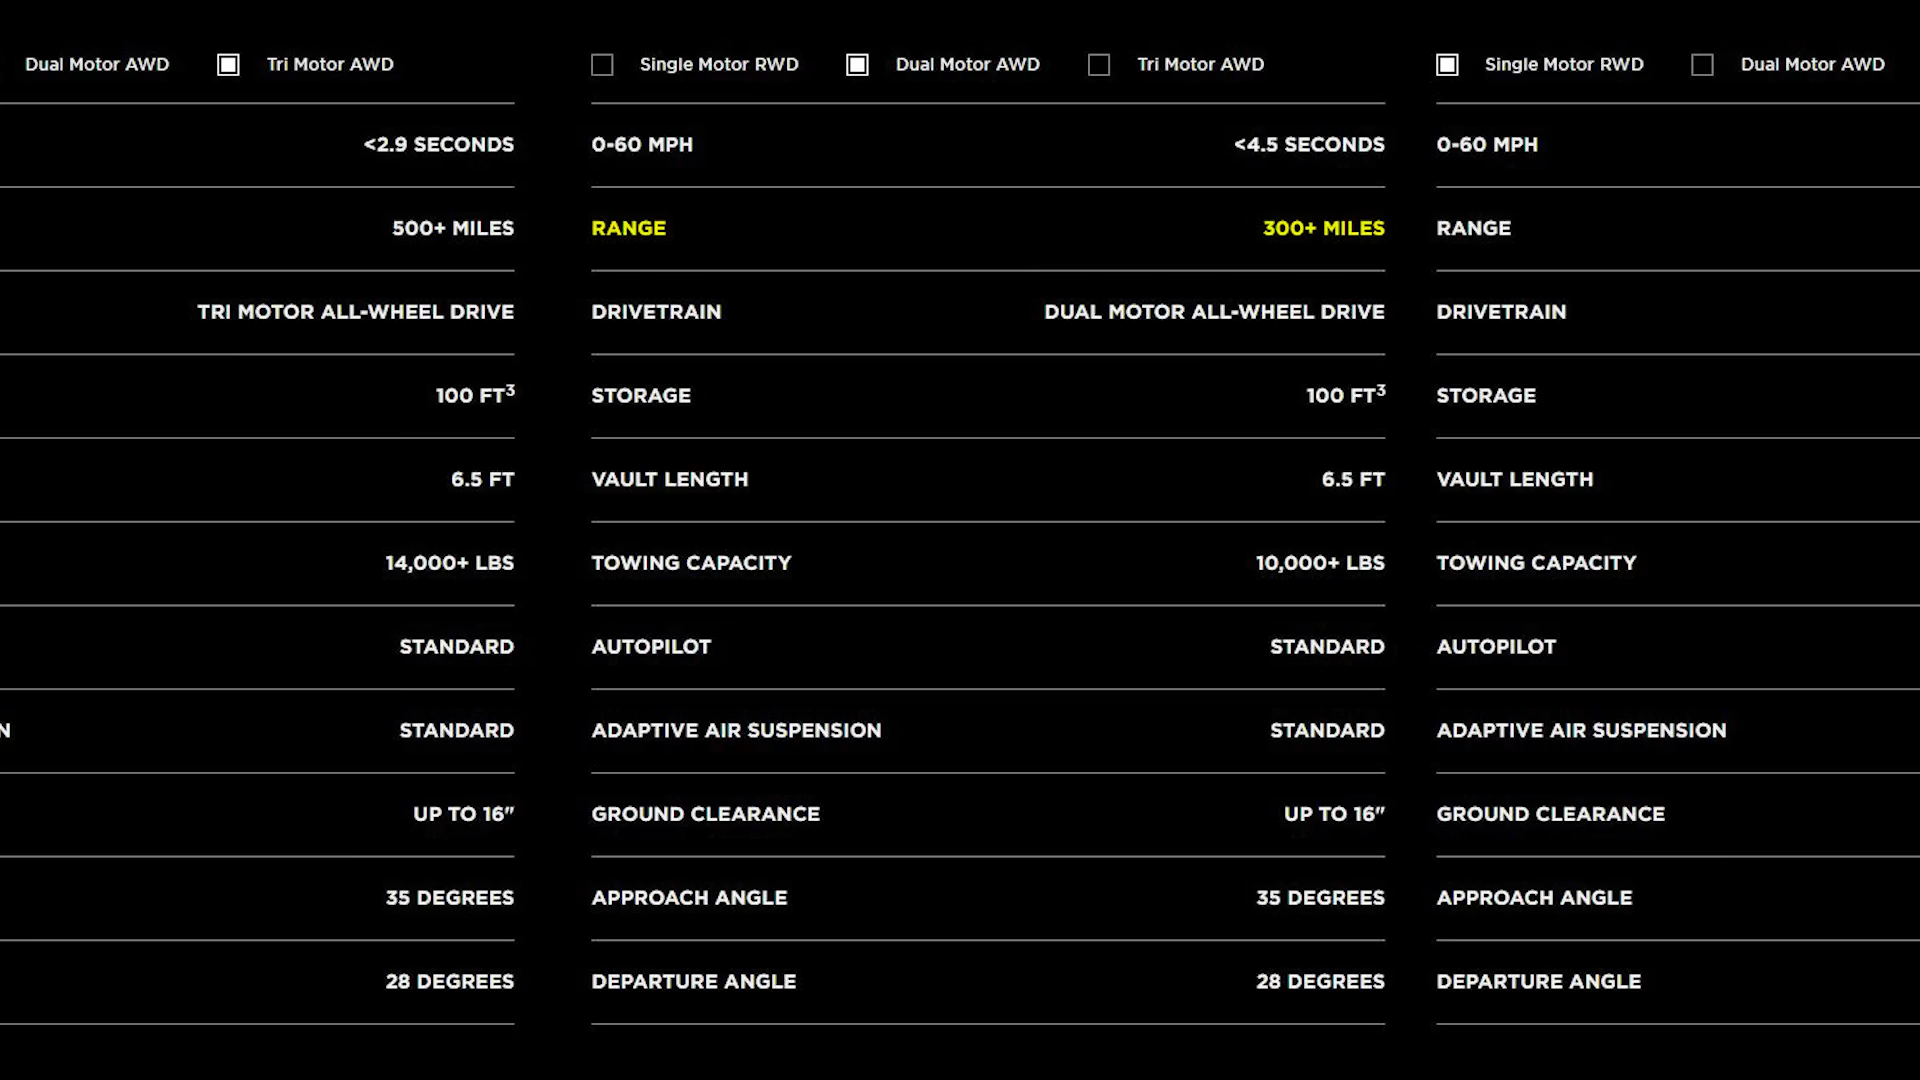 Dual Motor AWD Tri Motor AWD Single Motor RWD Dual Motor AWD Tri Motor AWD Single Motor RWD Dual Motor AWD
<2.9 SECONDS 0-60 MPH <4.5 SECONDS 0-60 MPH
500+ MILES RANGE 300+ MILES RANGE
TRI MOTOR ALL-WHEEL DRIVE DRIVETRAIN DUAL MOTOR ALL-WHEEL DRIVE DRIVETRAIN
100 FT³ STORAGE 100 FT³ STORAGE
6.5 FT VAULT LENGTH 6.5 FT VAULT LENGTH
14,000+ LBS TOWING CAPACITY 10,000+ LBS TOWING CAPACITY
STANDARD AUTOPILOT STANDARD AUTOPILOT
N STANDARD ADAPTIVE AIR SUSPENSION STANDARD ADAPTIVE AIR SUSPENSION
UP TO 16" GROUND CLEARANCE UP TO 16" GROUND CLEARANCE
35 DEGREES APPROACH ANGLE 35 DEGREES APPROACH ANGLE
28 DEGREES DEPARTURE ANGLE 28 DEGREES DEPARTURE ANGLE